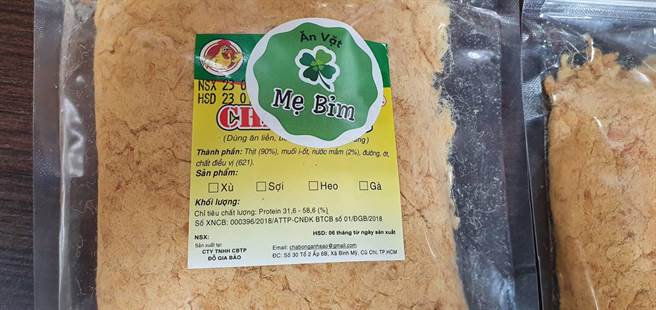 Ăn Vặt
Mẹ Bỉm
NSX 23 0
HSD 23 0
CH
(Dùng ăn liền,
Thành phần: Thịt (90%), muối i-ốt, nước mắm (2%), đường, ớt,
chất điều vị (621).
Sản phẩm:
Xù Sợi Heo Gà
Khối lượng:
Chỉ tiêu chất lượng: Protein 31,6 - 58,6 (%)
Số XNCB: 000396/2018/ATTP-CNĐK BTCB số 01/ĐGB/2018
NSX: HSD: 06 tháng từ ngày sản xuất
Sản xuất tại:
CTY TNHH CBTP
ĐỖ GIA BẢO
Email: chabonganhsao@gmail.com
ĐC: Số 30 Tổ 2 Ấp 6B, Xã Bình Mỹ, Củ Chi, TP.HCM